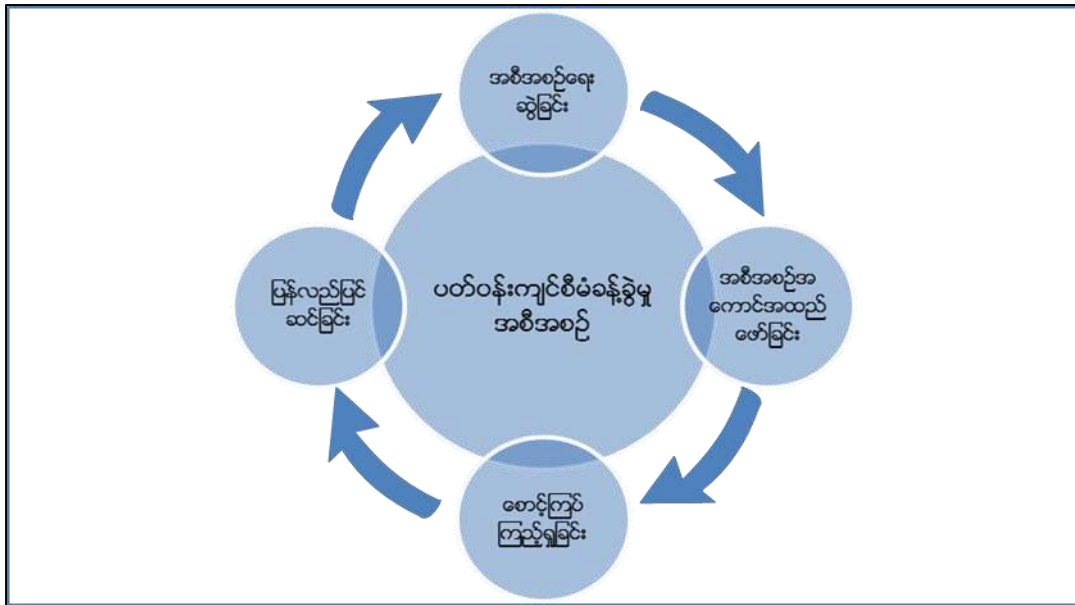 အစီအစဉ်ရေး
ဆွဲခြင်း
အစီအစဉ်အ
ကောင်အထည်
ဖော်ခြင်း
စောင့်ကြပ်
ကြည့်ရှုခြင်း
ပြန်လည်ပြင်
ဆင်ခြင်း
ပတ်ဝန်းကျင်စီမံခန့်ခွဲမှု
အစီအစဉ်